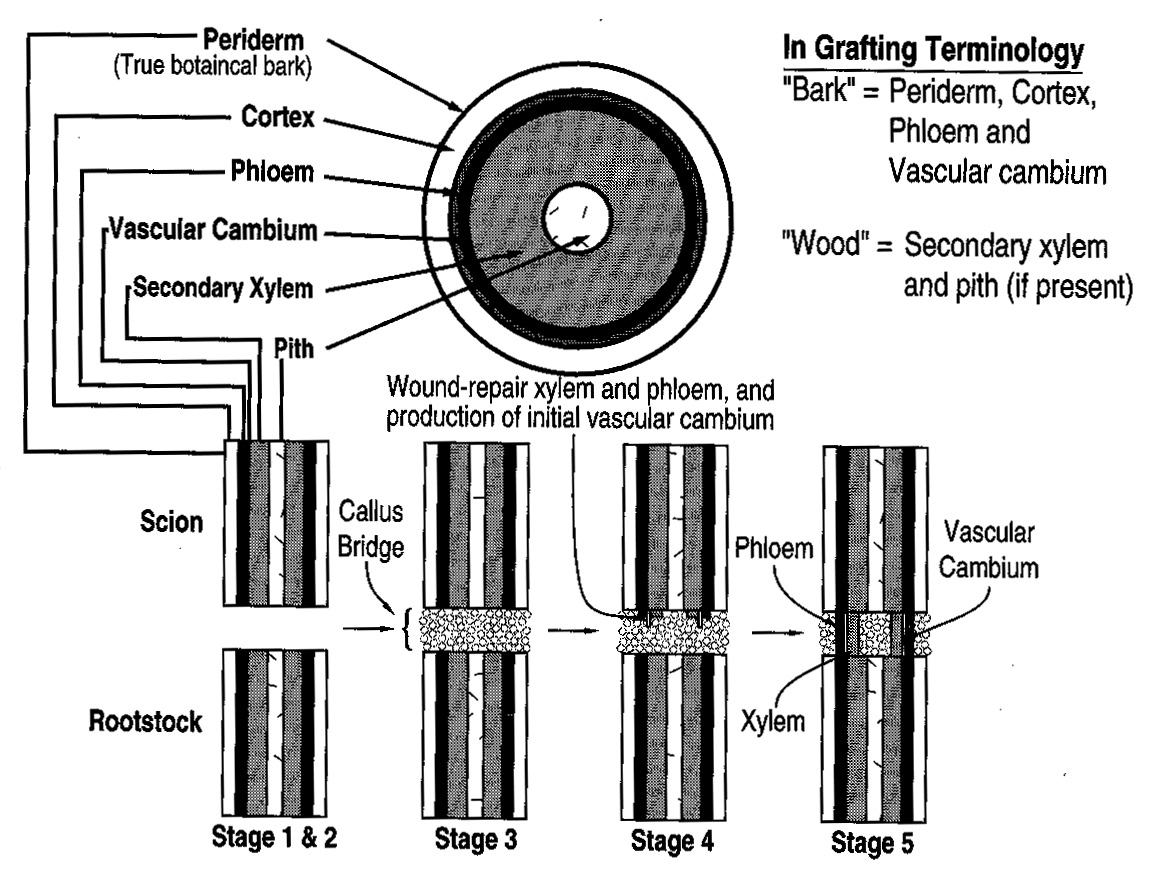 Periderm
(True botaincal bark)
Cortex
Phloem
Vascular Cambium
Secondary Xylem
Pith
In Grafting Terminology
"Bark" = Periderm, Cortex,
Phloem and
Vascular cambium
"Wood" = Secondary xylem
and pith (if present)
Wound-repair xylem and phloem, and
production of initial vascular cambium
Scion
Callus
Bridge
Phloem
Vascular
Cambium
Rootstock
Xylem
Stage 1 & 2
Stage 3
Stage 4
Stage 5